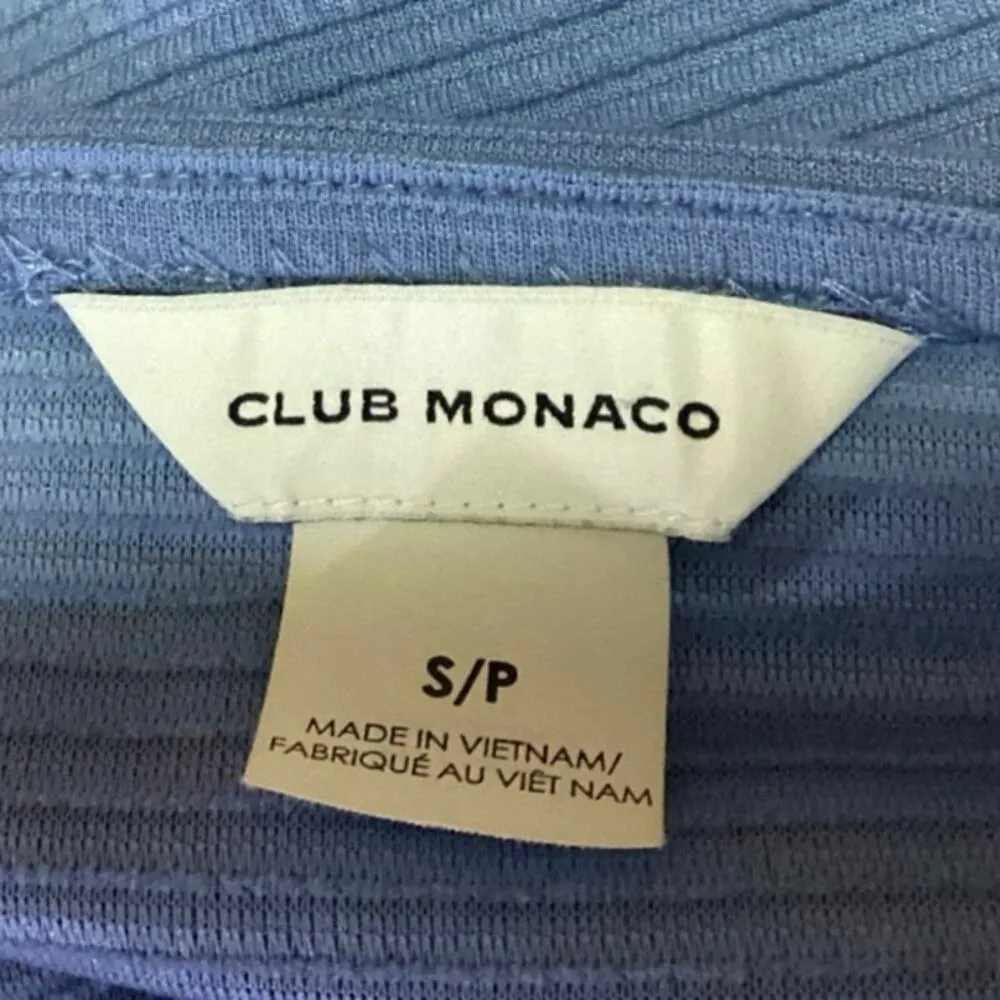 CLUB MONACO
S/P
MADE IN VIETNAM/
FABRIQUÉ AU VIÊT NAM